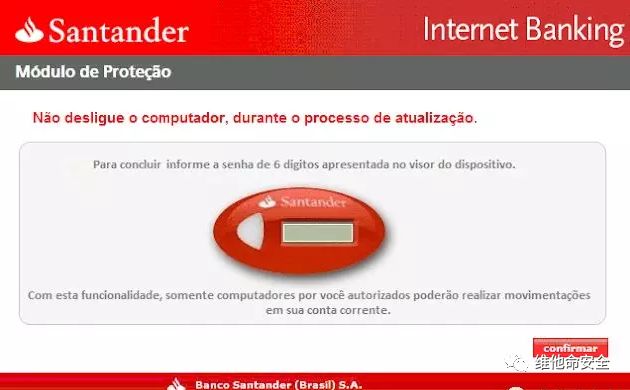 Santander
Internet Banking
Módulo de Proteção
Não desligue o computador, durante o processo de atualização.
Para concluir informe a senha de 6 digitos apresentada no visor do dispositivo.
Santander
Com esta funcionalidade, somente computadores por você autorizados poderão realizar movimentações
em sua conta corrente.
confirmar
维他命安全
Banco Santander (Brasil) S.A.